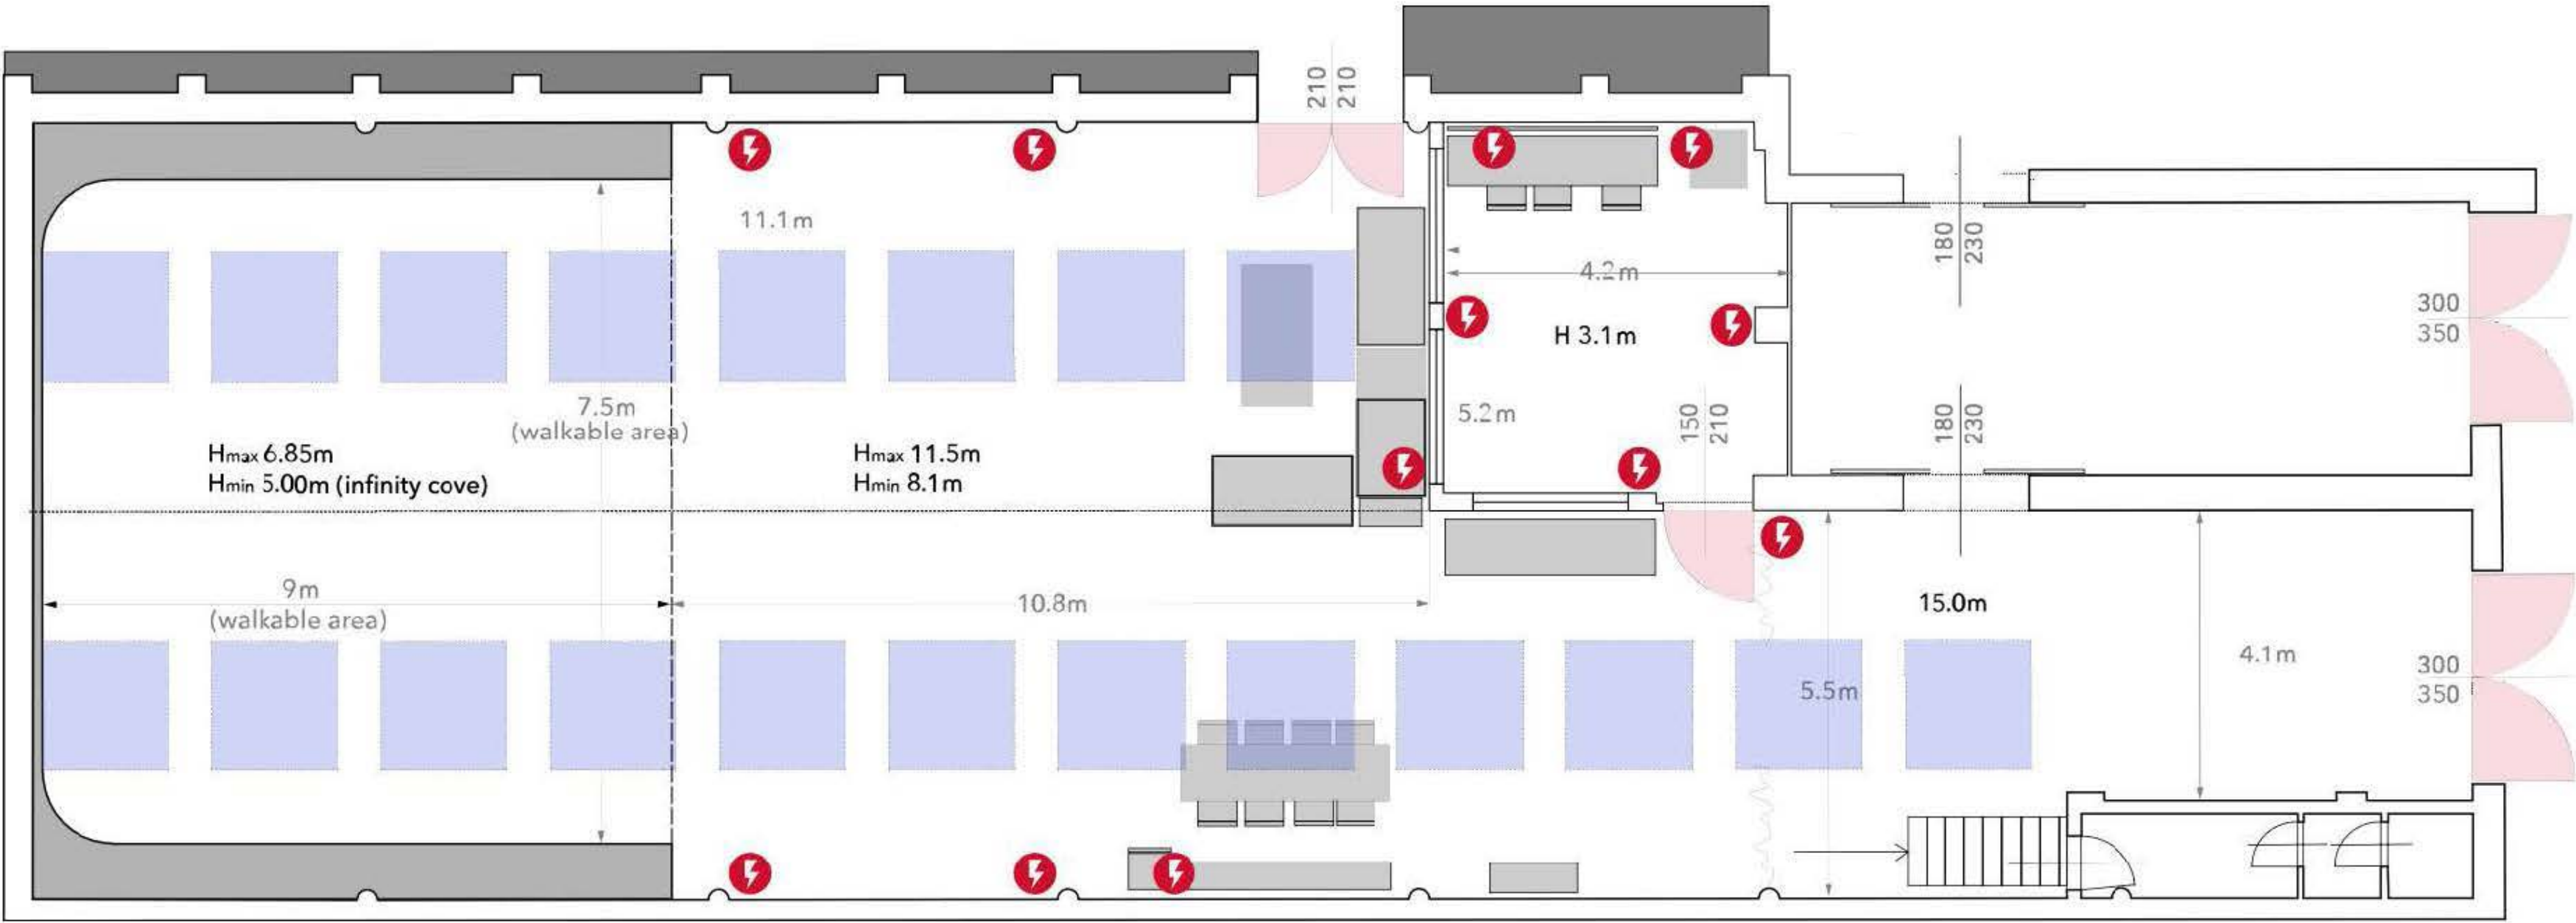 210
210
11.1m
180
230
4.2m
300
350
H 3.1m
7.5m
(walkable area)
5.2m
150
210
180
230
Hmax 6.85m
Hmin 5.00m (infinity cove)
Hmax 11.5m
Hmin 8.1m
9m
(walkable area)
10.8m
15.0m
4.1m
300
350
5.5m